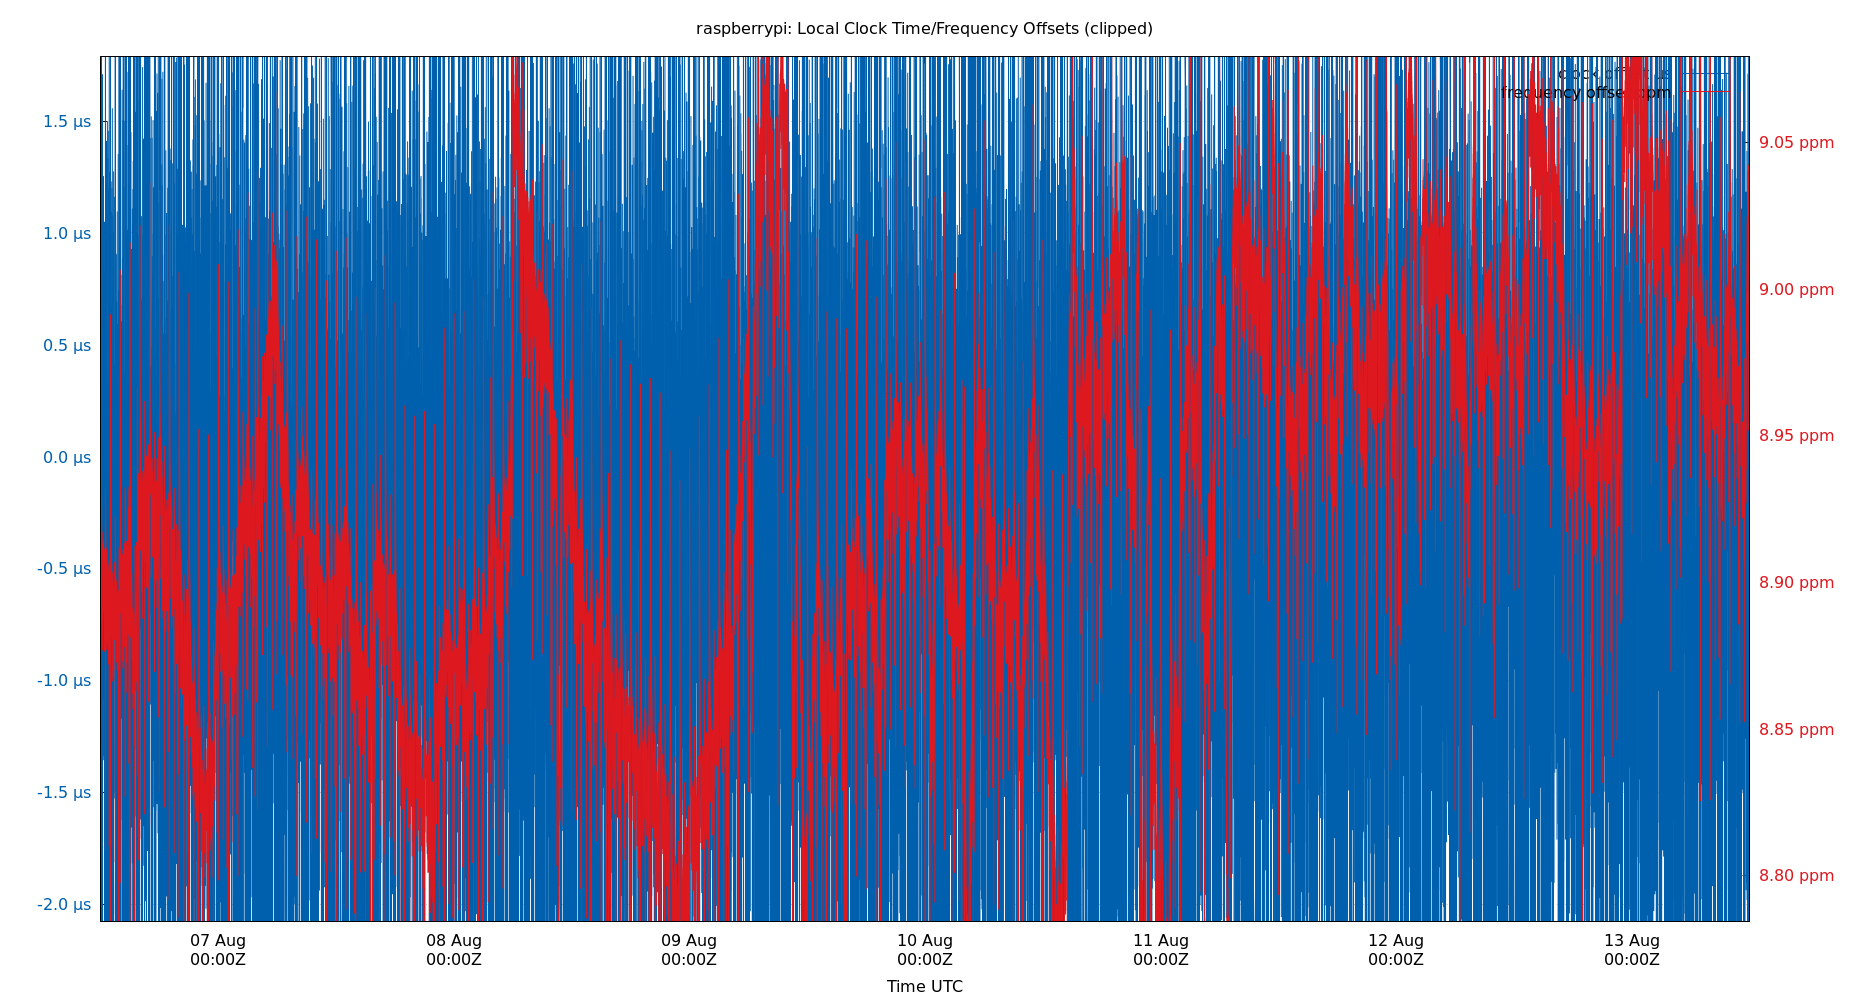 raspberrypi: Local Clock Time/Frequency Offsets (clipped)
clock offset µs
frequency offset ppm
1.5 µs
1.0 µs
0.5 µs
0.0 µs
-0.5 µs
-1.0 µs
-1.5 µs
-2.0 µs
9.05 ppm
9.00 ppm
8.95 ppm
8.90 ppm
8.85 ppm
8.80 ppm
07 Aug
00:00Z
08 Aug
00:00Z
09 Aug
00:00Z
10 Aug
00:00Z
11 Aug
00:00Z
12 Aug
00:00Z
13 Aug
00:00Z
Time UTC